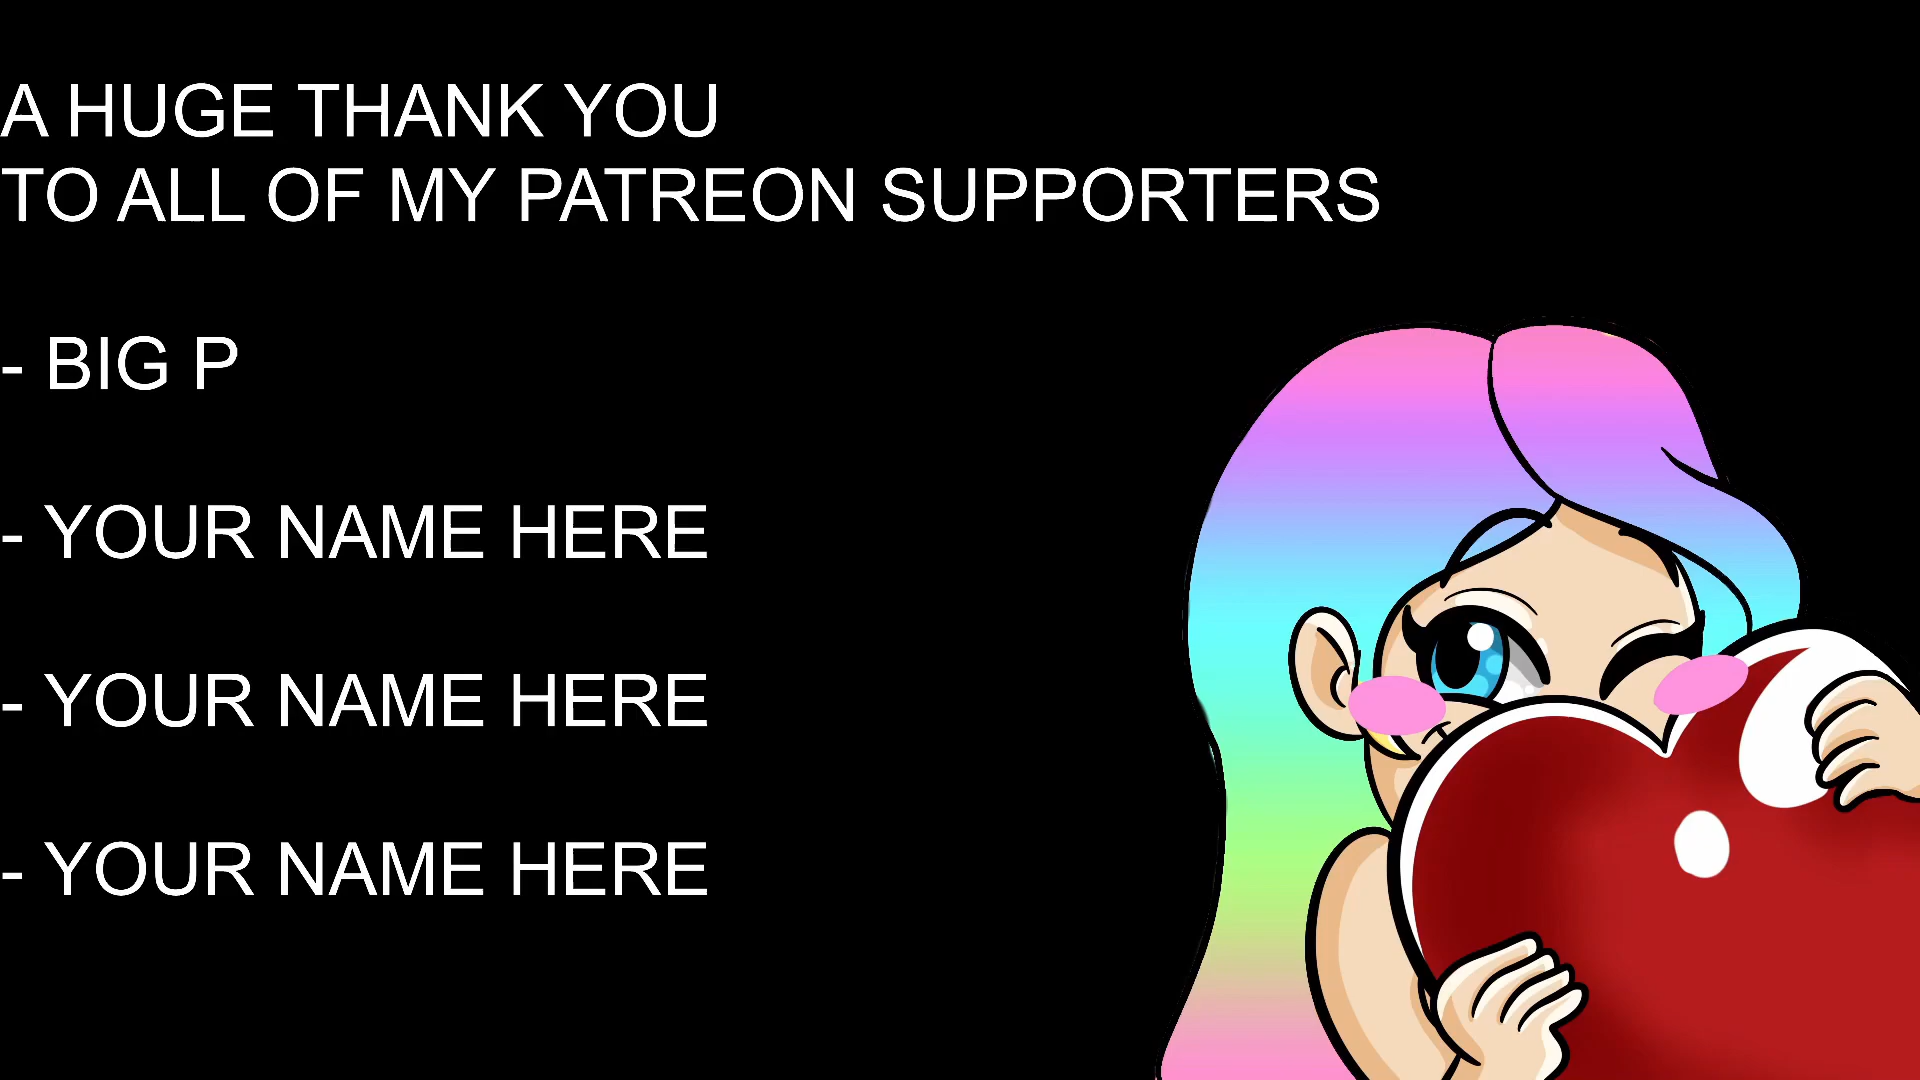 A HUGE THANK YOU
TO ALL OF MY PATREON SUPPORTERS
- BIG P
- YOUR NAME HERE
- YOUR NAME HERE
- YOUR NAME HERE